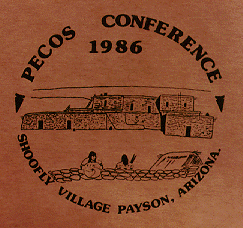 PECOS CONFERENCE
1986
SHOOFLY VILLAGE PAYSON, ARIZONA.